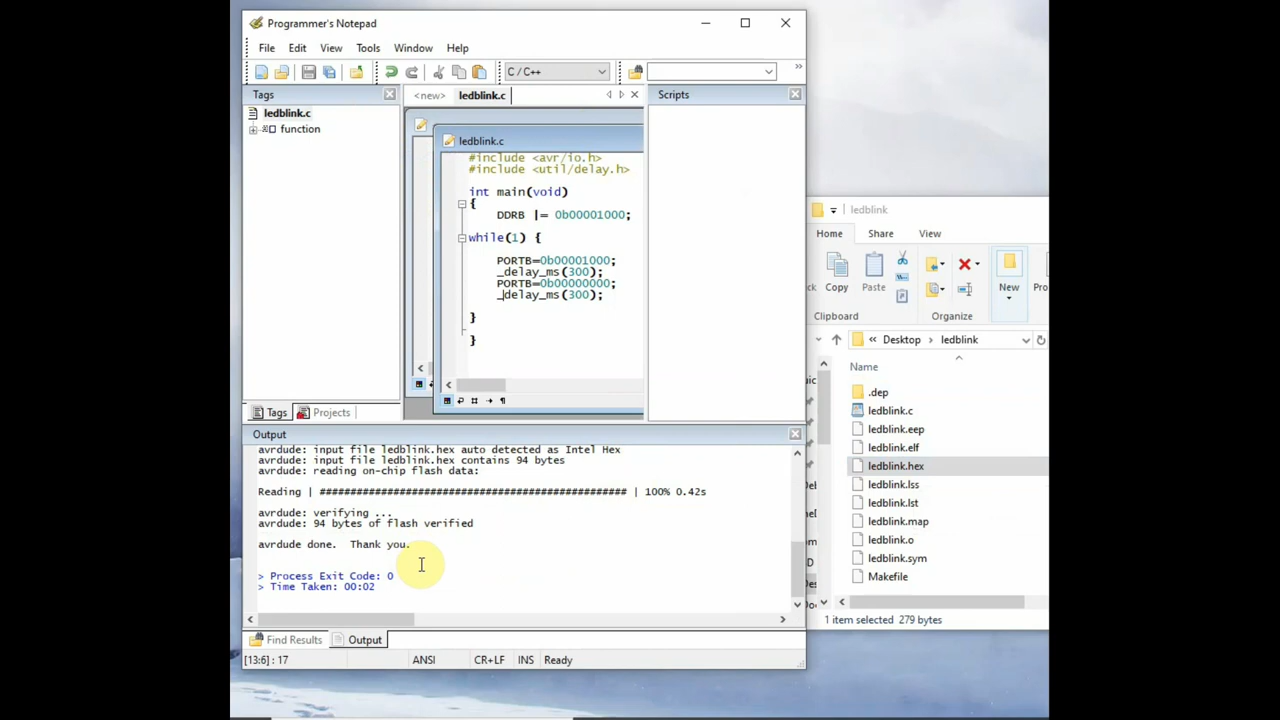 Programmer's Notepad
File Edit View Tools Window Help
C / C++
Tags
<new> ledblink.c
Scripts
ledblink.c
function
ledblink.c
#include <avr/io.h>
#include <util/delay.h>
int main(void)
{
DDRB |= 0b00001000;
while(1) {
PORTB=0b00001000;
_delay_ms(300);
PORTB=0b00000000;
_delay_ms(300);
}
}
Tags Projects
Output
avrdude: input file ledblink.hex auto detected as Intel Hex
avrdude: input file ledblink.hex contains 94 bytes
avrdude: reading on-chip flash data:
Reading | ################################################## | 100% 0.42s
avrdude: verifying ...
avrdude: 94 bytes of flash verified
avrdude done. Thank you.
> Process Exit Code: 0
> Time Taken: 00:02
Find Results Output
[13:6] : 17 ANSI CR+LF INS Ready
ledblink
Home Share View
Copy Paste New
Clipboard Organize
« Desktop ledblink
Name
.dep
ledblink.c
ledblink.eep
ledblink.elf
ledblink.hex
ledblink.lss
ledblink.lst
ledblink.map
ledblink.o
ledblink.sym
Makefile
1 item selected 279 bytes